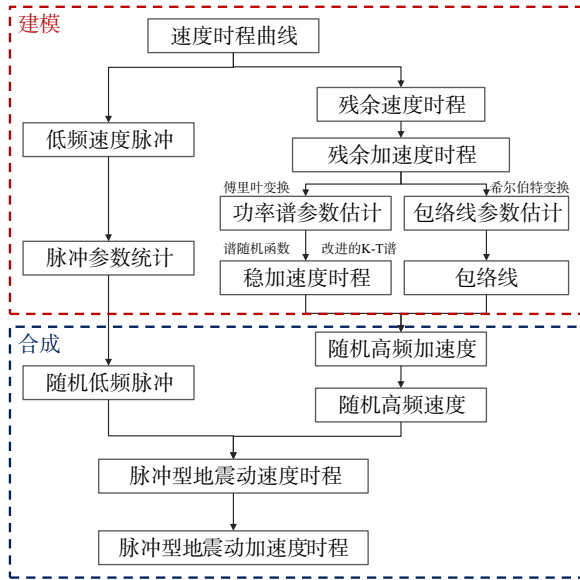 建模
速度时程曲线
残余速度时程
低频速度脉冲
残余加速度时程
傅里叶变换
希尔伯特变换
功率谱参数估计
包络线参数估计
谱随机函数
改进的K-T谱
脉冲参数统计
稳加速度时程
包络线
合成
随机高频加速度
随机低频脉冲
随机高频速度
脉冲型地震动速度时程
脉冲型地震动加速度时程